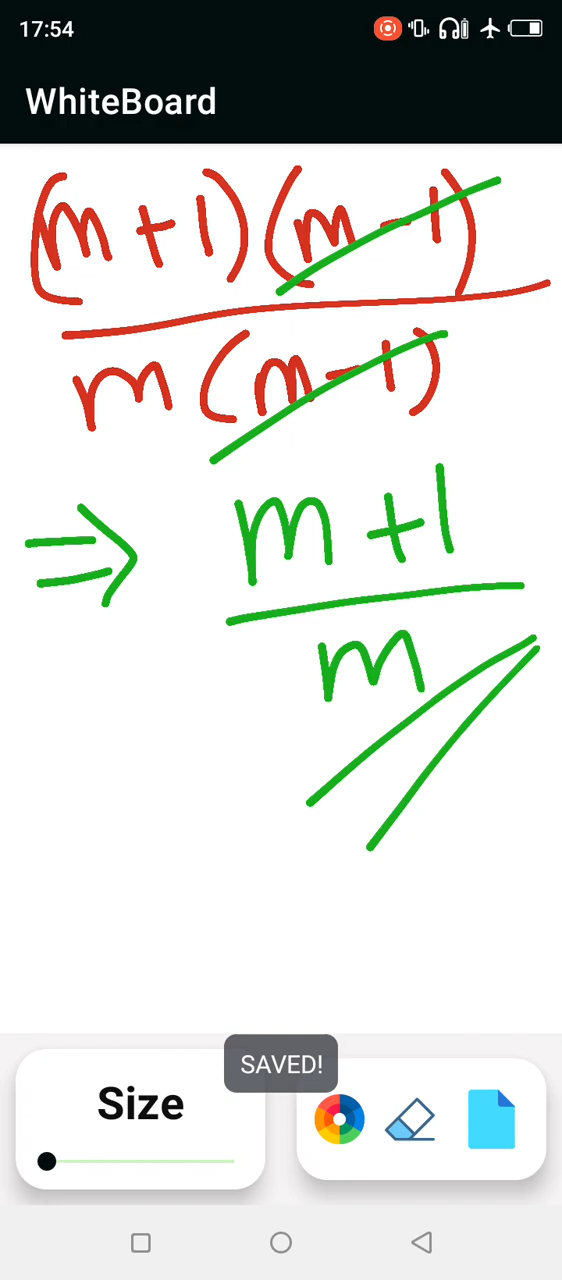 17:54
WhiteBoard
(m+1)(m-1)
m(m-1)
⇒ m+1
m
SAVED!
Size